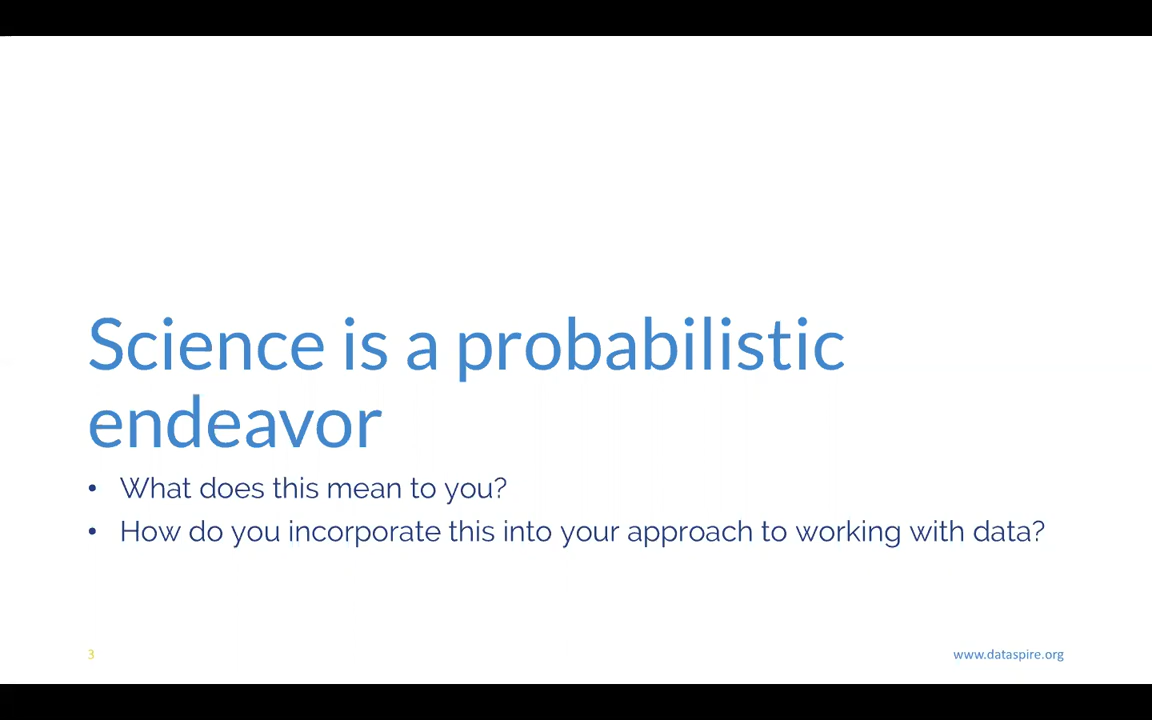 Science is a probabilistic
endeavor
• What does this mean to you?
• How do you incorporate this into your approach to working with data?
3
www.dataspire.org